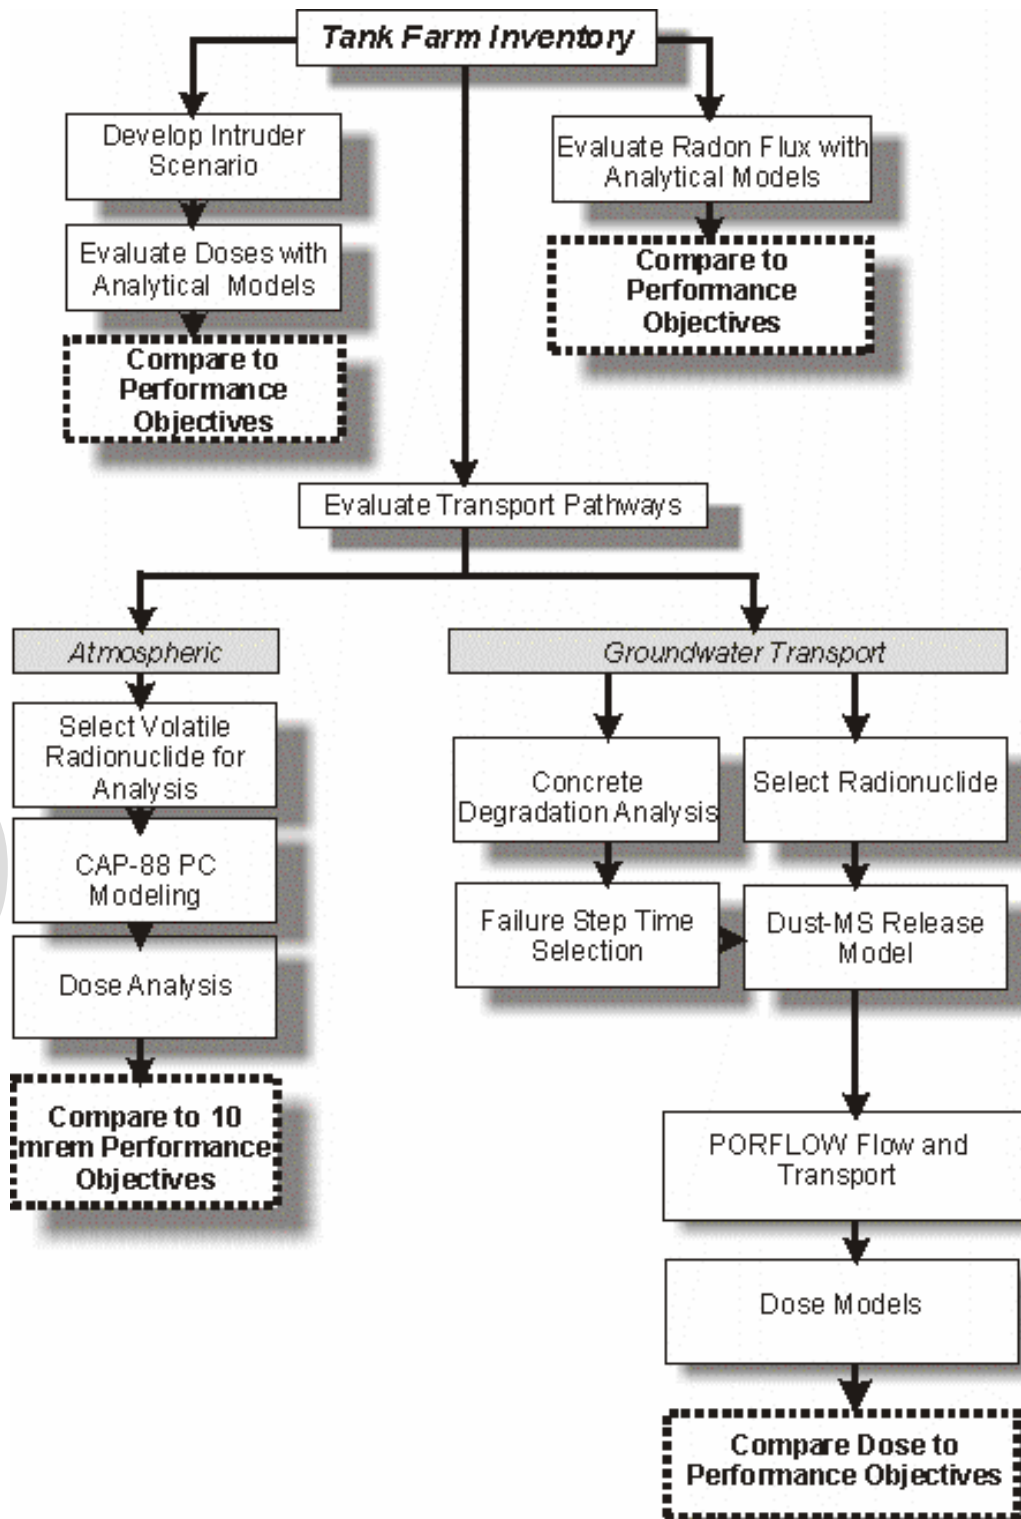 Tank Farm Inventory
Develop Intruder
Scenario
Evaluate Doses with
Analytical Models
Compare to
Performance
Objectives
Evaluate Radon Flux with
Analytical Models
Compare to
Performance
Objectives
Evaluate Transport Pathways
Atmospheric
Select Volatile
Radionuclide for
Analysis
CAP-88 PC
Modeling
Dose Analysis
Compare to 10
mrem Performance
Objectives
Groundwater Transport
Concrete
Degradation Analysis
Failure Step Time
Selection
Select Radionuclide
Dust-MS Release
Model
PORFLOW Flow and
Transport
Dose Models
Compare Dose to
Performance Objectives